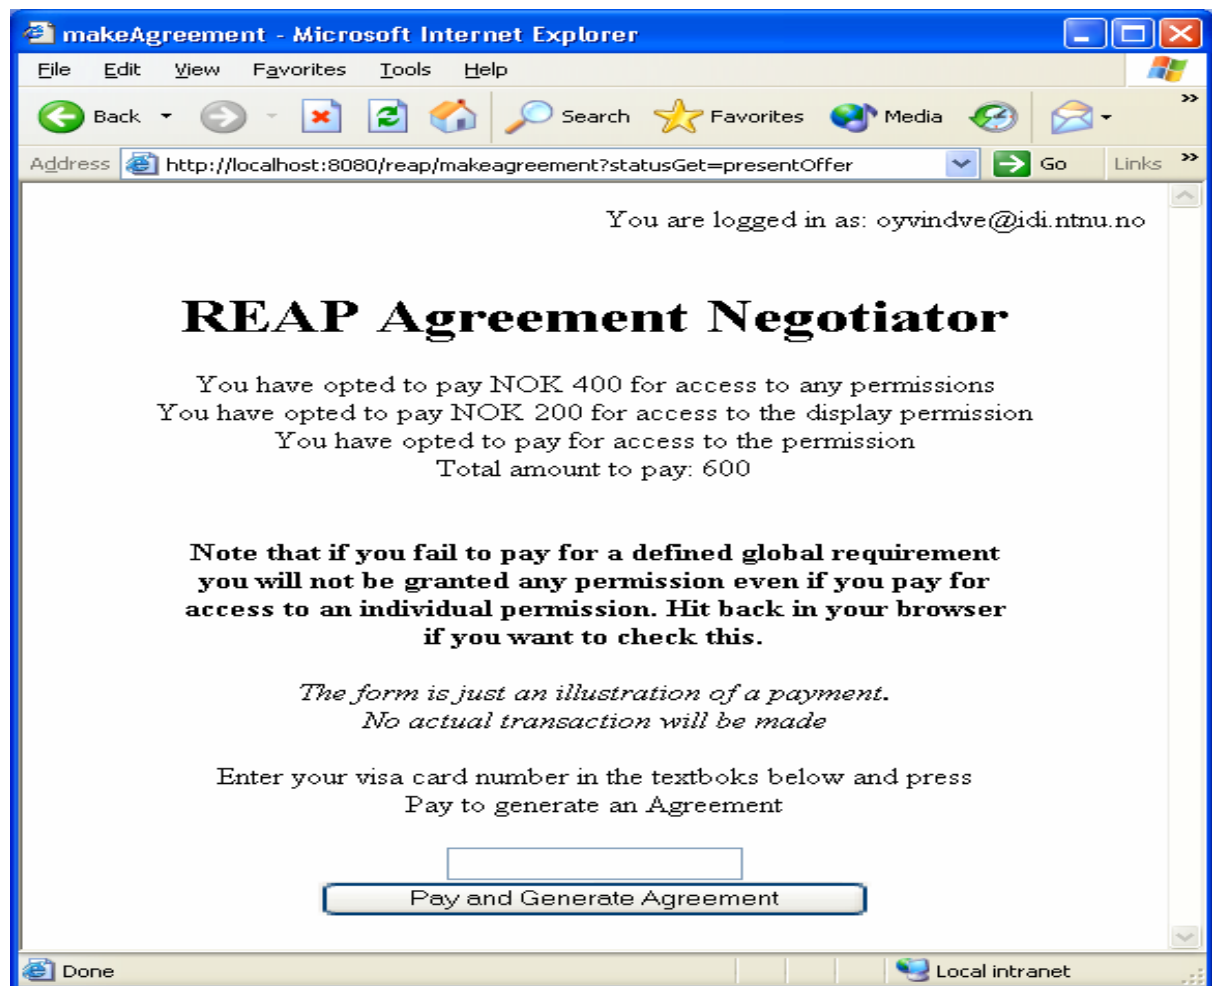 makeAgreement - Microsoft Internet Explorer
File Edit View Favorites Tools Help
Back Search Favorites Media »
Address http://localhost:8080/reap/makeagreement?statusGet=presentOffer Go Links »
You are logged in as: oyvindve@idi.ntnu.no
REAP Agreement Negotiator
You have opted to pay NOK 400 for access to any permissions
You have opted to pay NOK 200 for access to the display permission
You have opted to pay for access to the permission
Total amount to pay: 600
Note that if you fail to pay for a defined global requirement
you will not be granted any permission even if you pay for
access to an individual permission. Hit back in your browser
if you want to check this.
The form is just an illustration of a payment.
No actual transaction will be made
Enter your visa card number in the textboks below and press
Pay to generate an Agreement
Pay and Generate Agreement
Done Local intranet